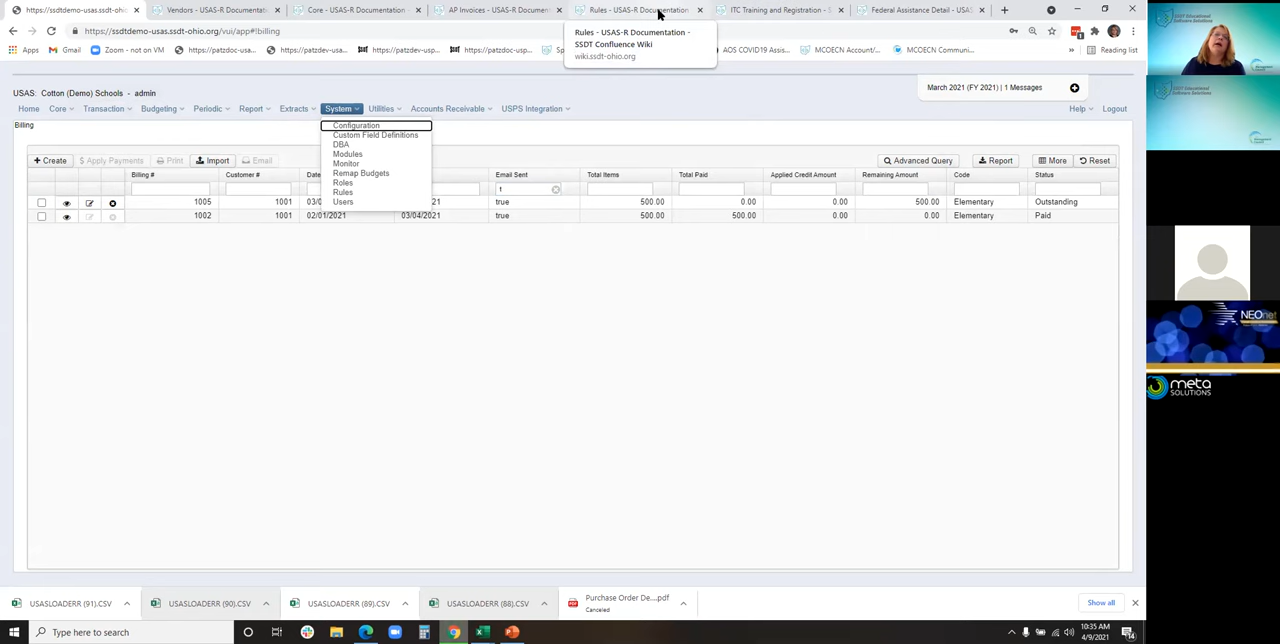 https://ssdtdemo-usas.ssdt-ohio
Vendors - USAS-R Documentation
Core - USAS-R Documentation -
AP Invoices - USAS-R Documen
Rules - USAS-R Documentation
ITC Training and Registration - S
Federal Assistance Detail - USAS
https://ssdtdemo-usas.ssdt-ohio.org/vui/app#!billing
Rules - USAS-R Documentation -
SSDT Confluence Wiki
wiki.ssdt-ohio.org
Apps
Gmail
Zoom - not on VM
https://patzdoc-usa...
https://patzdev-usa...
https://patzdev-usp...
https://patzdoc-usp...
AOS COVID19 Assis...
MCOECN Account/...
MCOECN Communi...
»
Reading list
USAS: Cotton (Demo) Schools - admin
March 2021 (FY 2021) | 1 Messages
Home
Core
Transaction
Budgeting
Periodic
Report
Extracts
System
Utilities
Accounts Receivable
USPS Integration
Help
Logout
Billing
Configuration
Custom Field Definitions
DBA
Modules
Monitor
Remap Budgets
Roles
Rules
Users
Create
Apply Payments
Print
Import
Email
Advanced Query
Report
More
Reset
Billing #
Customer #
Email Sent
Total Items
Total Paid
Applied Credit Amount
Remaining Amount
Code
Status
t
1005
1001
true
500.00
0.00
0.00
500.00
Elementary
Outstanding
1002
1001
02/01/2021
03/04/2021
true
500.00
500.00
0.00
0.00
Elementary
Paid
USASLOADERR (91).CSV
USASLOADERR (90).CSV
USASLOADERR (89).CSV
USASLOADERR (88).CSV
Purchase Order De....pdf
Canceled
Show all
Type here to search
10:35 AM
4/9/2021
NEOnet
meta
SOLUTIONS